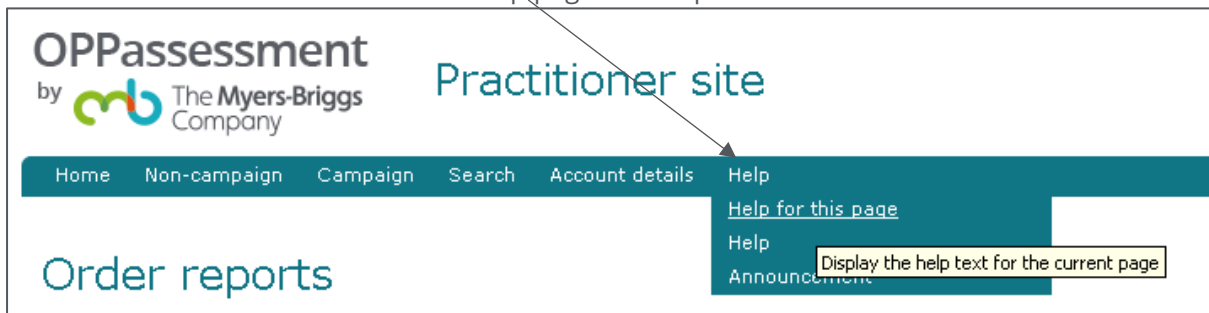 OPPassessment
by The Myers-Briggs Company
Practitioner site
Home Non-campaign Campaign Search Account details Help
Help for this page
Help
Display the help text for the current page
Announcement
Order reports